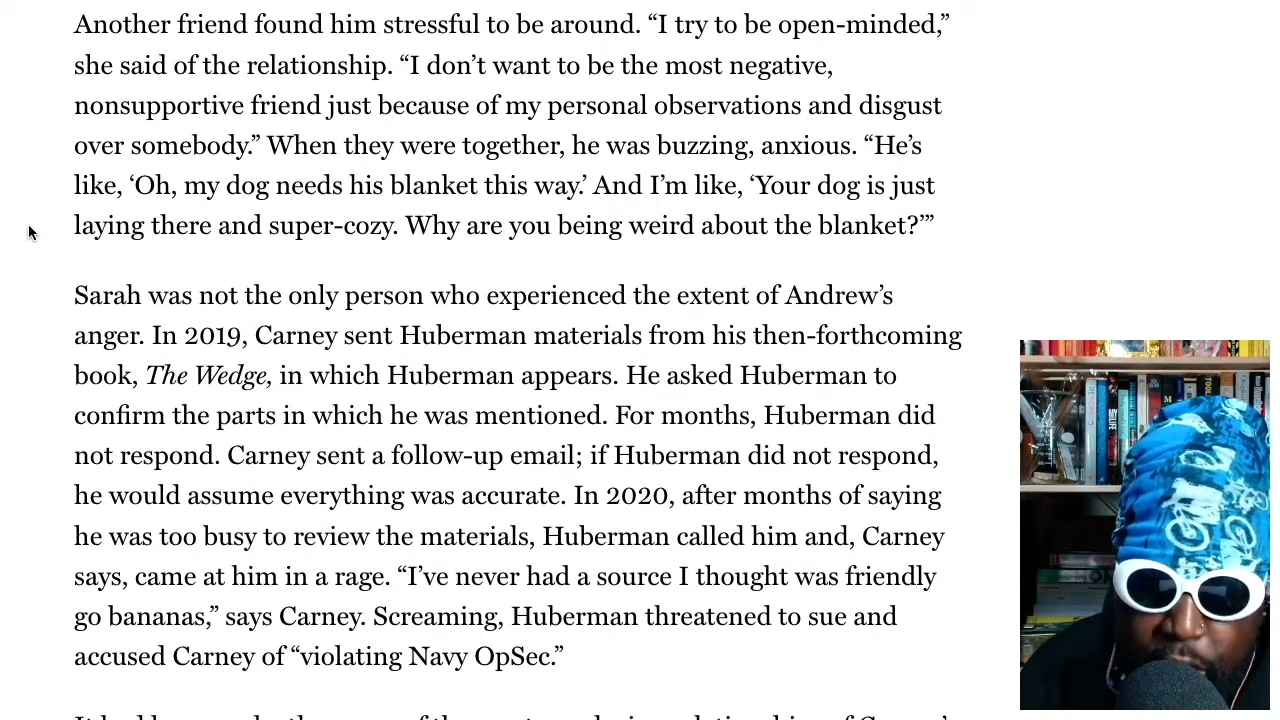 Another friend found him stressful to be around. “I try to be open-minded,”
she said of the relationship. “I don’t want to be the most negative,
nonsupportive friend just because of my personal observations and disgust
over somebody.” When they were together, he was buzzing, anxious. “He’s
like, ‘Oh, my dog needs his blanket this way.’ And I’m like, ‘Your dog is just
laying there and super-cozy. Why are you being weird about the blanket?’”
Sarah was not the only person who experienced the extent of Andrew’s
anger. In 2019, Carney sent Huberman materials from his then-forthcoming
book, The Wedge, in which Huberman appears. He asked Huberman to
confirm the parts in which he was mentioned. For months, Huberman did
not respond. Carney sent a follow-up email; if Huberman did not respond,
he would assume everything was accurate. In 2020, after months of saying
he was too busy to review the materials, Huberman called him and, Carney
says, came at him in a rage. “I’ve never had a source I thought was friendly
go bananas,” says Carney. Screaming, Huberman threatened to sue and
accused Carney of “violating Navy OpSec.”